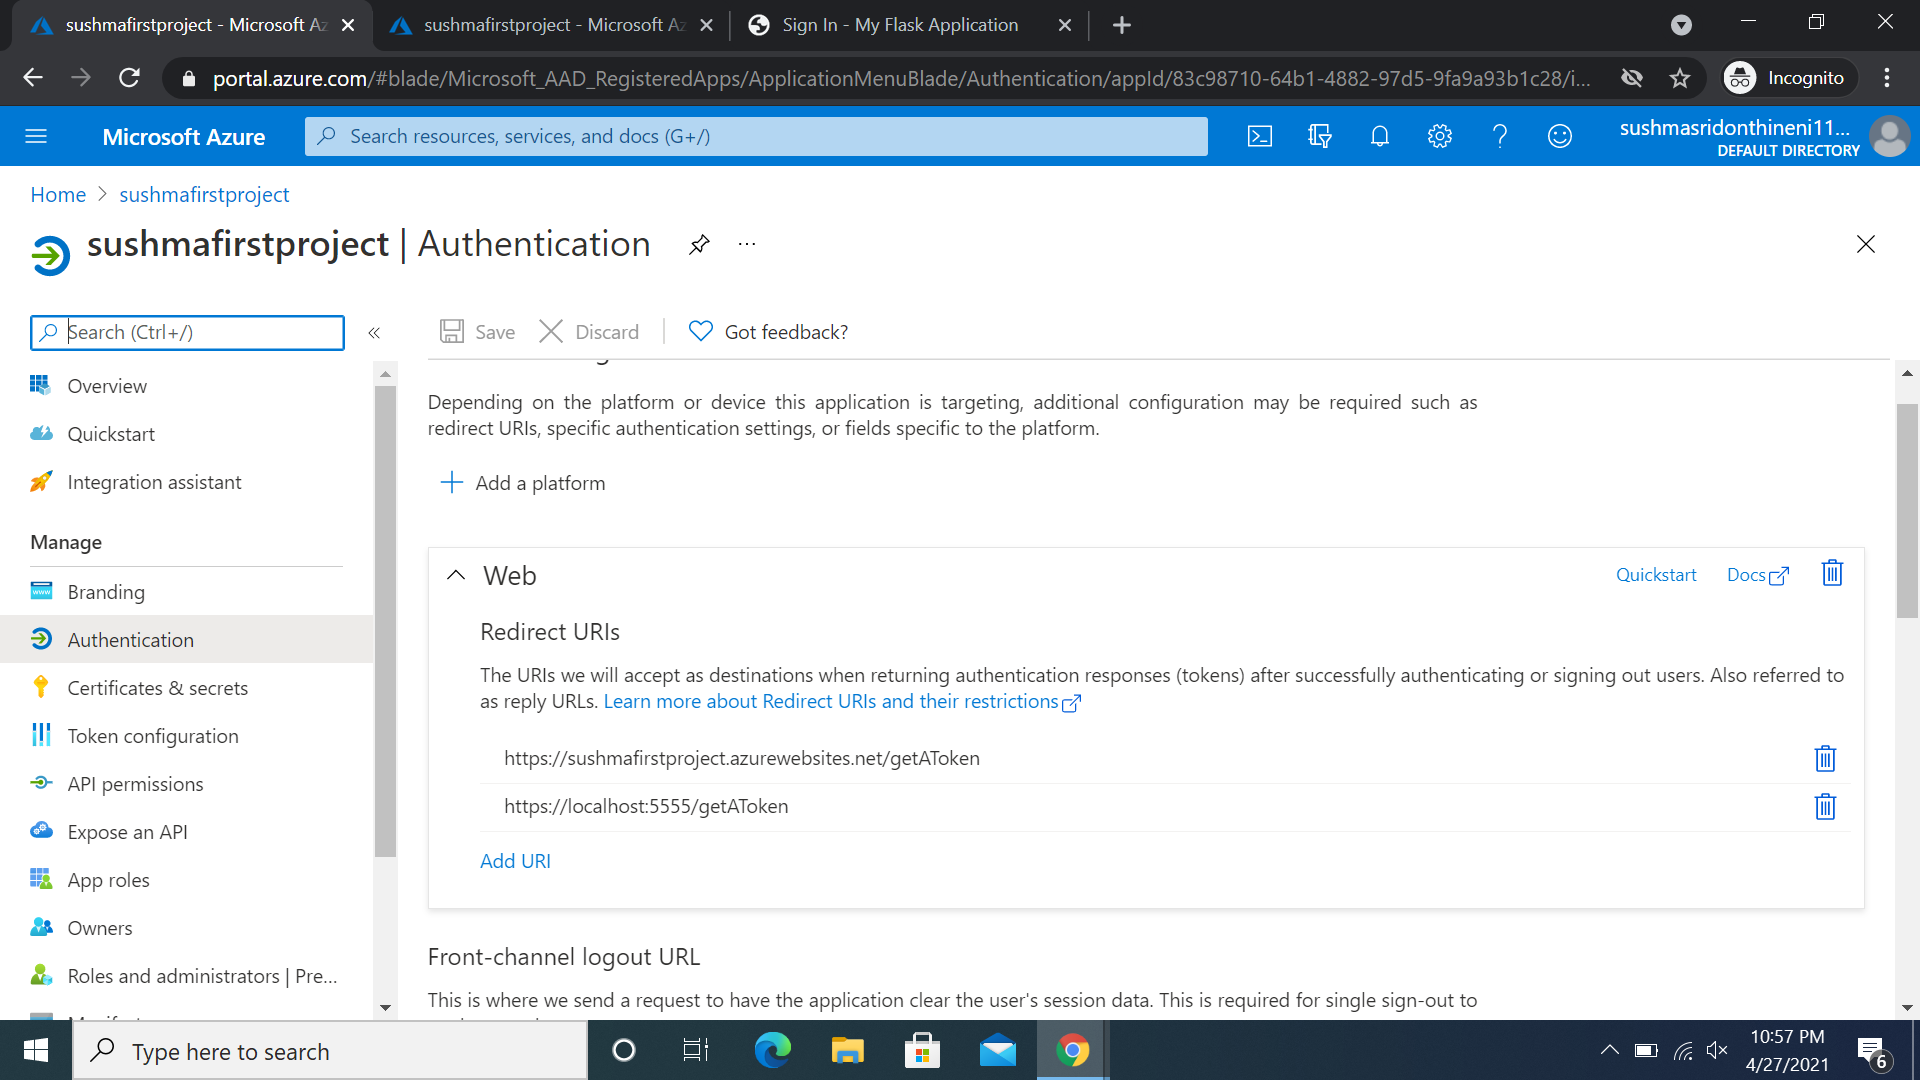 sushmafirstproject - Microsoft Az
sushmafirstproject - Microsoft Az
Sign In - My Flask Application
portal.azure.com/#blade/Microsoft_AAD_RegisteredApps/ApplicationMenuBlade/Authentication/appId/83c98710-64b1-4882-97d5-9fa9a93b1c28/i...
Incognito
Microsoft Azure
Search resources, services, and docs (G+/)
sushmasridonthineni11...
DEFAULT DIRECTORY
Home > sushmafirstproject
sushmafirstproject | Authentication
...
Search (Ctrl+/)
«
Save
Discard
Got feedback?
Overview
Quickstart
Integration assistant
Manage
Branding
Authentication
Certificates & secrets
Token configuration
API permissions
Expose an API
App roles
Owners
Roles and administrators | Pre...
Depending on the platform or device this application is targeting, additional configuration may be required such as
redirect URIs, specific authentication settings, or fields specific to the platform.
Add a platform
Web
Quickstart
Docs
Redirect URIs
The URIs we will accept as destinations when returning authentication responses (tokens) after successfully authenticating or signing out users. Also referred to
as reply URLs. Learn more about Redirect URIs and their restrictions
https://sushmafirstproject.azurewebsites.net/getAToken
https://localhost:5555/getAToken
Add URI
Front-channel logout URL
This is where we send a request to have the application clear the user's session data. This is required for single sign-out to
Type here to search
10:57 PM
4/27/2021
6